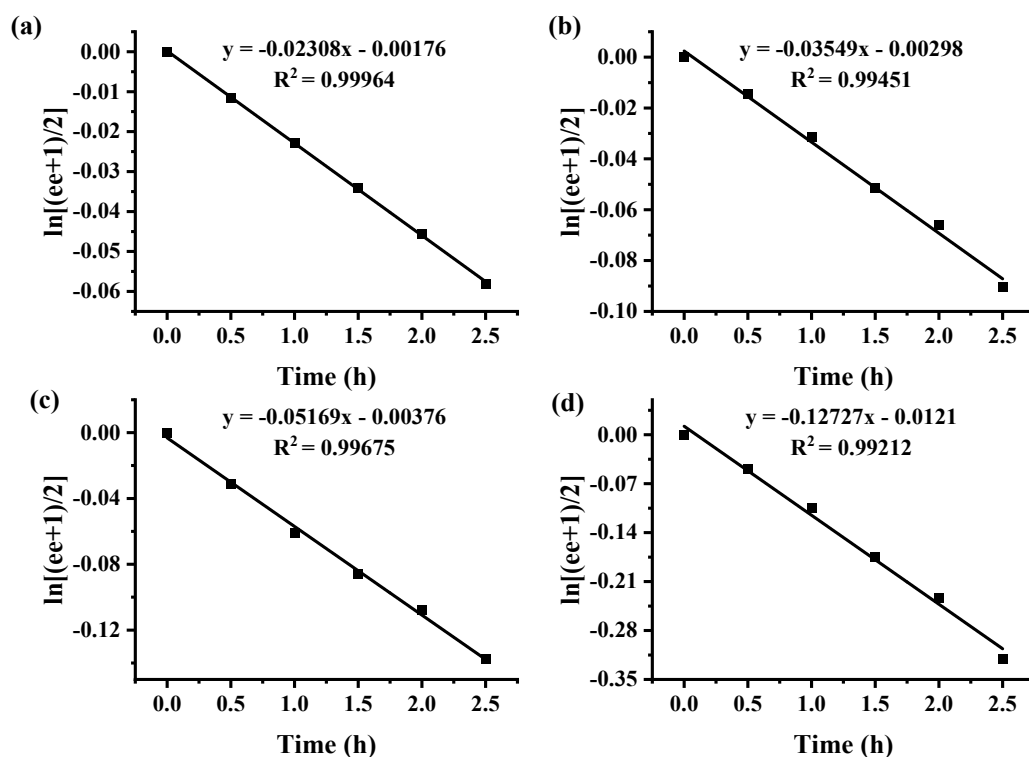 (a)
y = -0.02308x - 0.00176
R² = 0.99964
ln[(ee+1)/2]
0.00
-0.01
-0.02
-0.03
-0.04
-0.05
-0.06
0.0 0.5 1.0 1.5 2.0 2.5
Time (h)
(b)
y = -0.03549x - 0.00298
R² = 0.99451
ln[(ee+1)/2]
0.00
-0.02
-0.04
-0.06
-0.08
-0.10
0.0 0.5 1.0 1.5 2.0 2.5
Time (h)
(c)
y = -0.05169x - 0.00376
R² = 0.99675
ln[(ee+1)/2]
0.00
-0.04
-0.08
-0.12
0.0 0.5 1.0 1.5 2.0 2.5
Time (h)
(d)
y = -0.12727x - 0.0121
R² = 0.99212
ln[(ee+1)/2]
0.00
-0.07
-0.14
-0.21
-0.28
-0.35
0.0 0.5 1.0 1.5 2.0 2.5
Time (h)